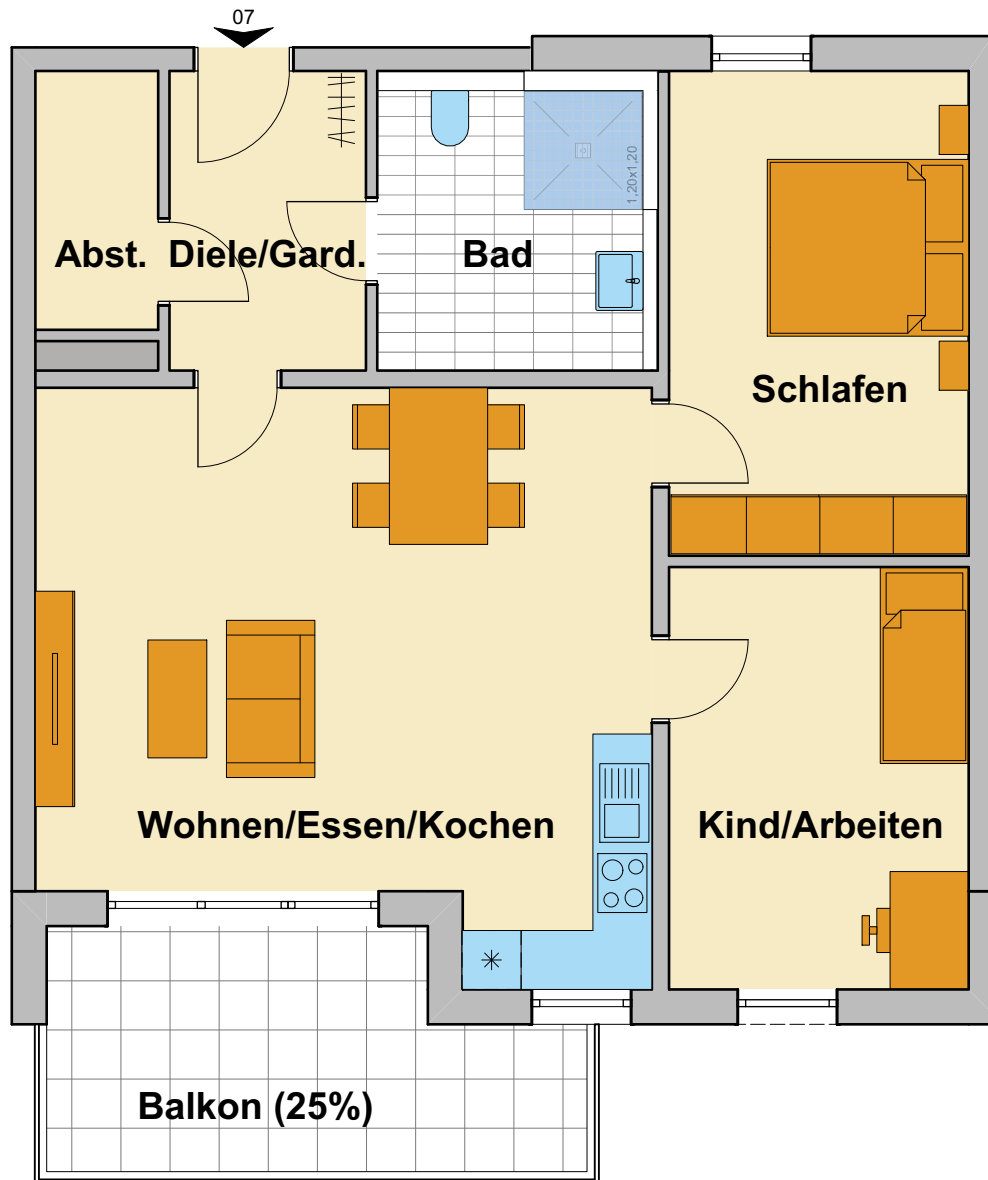 07
1,20x1,20
Abst.
Diele/Gard.
Bad
Schlafen
Wohnen/Essen/Kochen
Kind/Arbeiten
Balkon (25%)